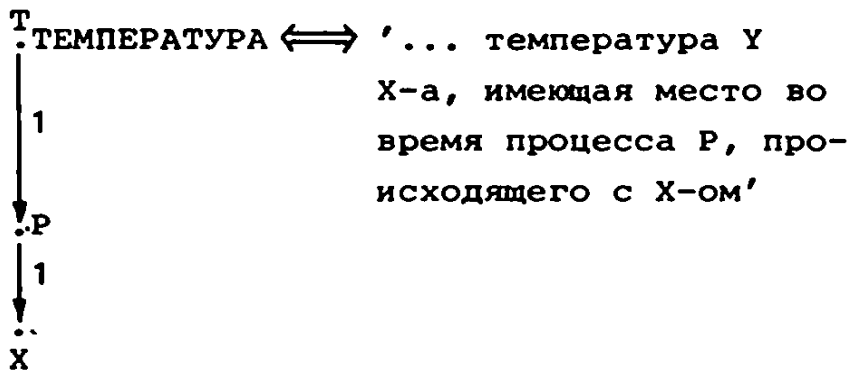 Т
ТЕМПЕРАТУРА ⟺ '... температура Y
X-а, имеющая место во
1
время процесса P, про-
исходящего с X-ом'
P
1
X